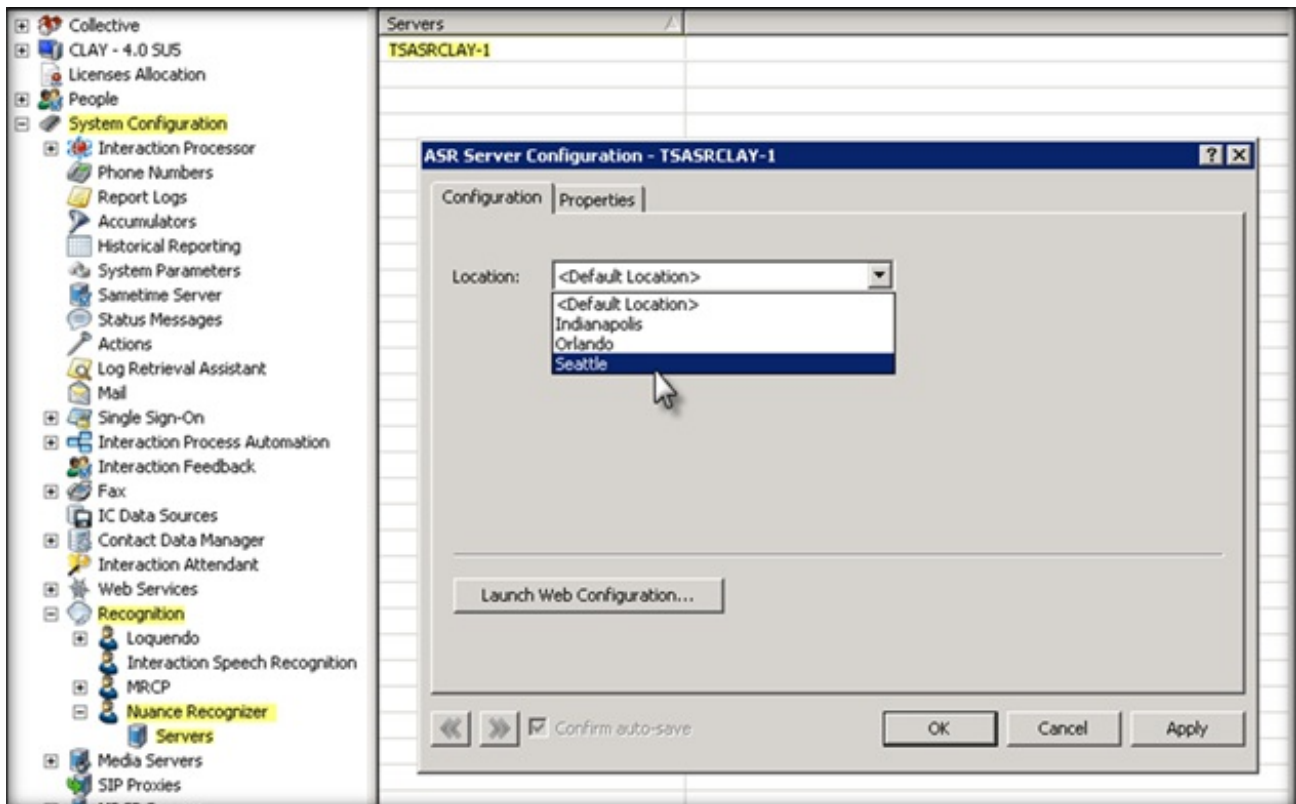 Collective
CLAY - 4.0 SU5
Licenses Allocation
People
System Configuration
Interaction Processor
Phone Numbers
Report Logs
Accumulators
Historical Reporting
System Parameters
Sametime Server
Status Messages
Actions
Log Retrieval Assistant
Mail
Single Sign-On
Interaction Process Automation
Interaction Feedback
Fax
IC Data Sources
Contact Data Manager
Interaction Attendant
Web Services
Recognition
Loquendo
Interaction Speech Recognition
MRCP
Nuance Recognizer
Servers
Media Servers
SIP Proxies
Servers
TSASRCLAY-1
ASR Server Configuration - TSASRCLAY-1
Configuration Properties
Location: <Default Location>
<Default Location>
Indianapolis
Orlando
Seattle
Launch Web Configuration...
Confirm auto-save OK Cancel Apply